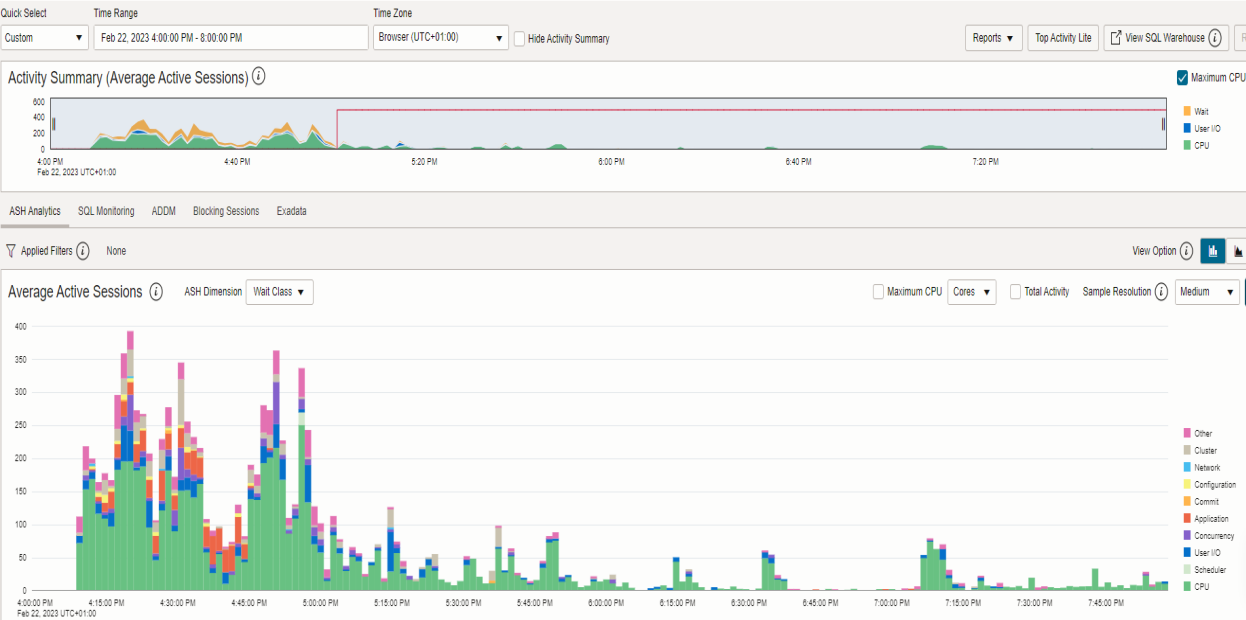 Quick Select Time Range Time Zone
Custom Feb 22, 2023 4:00:00 PM - 8:00:00 PM Browser (UTC+01:00) Hide Activity Summary Reports Top Activity Lite View SQL Warehouse
Activity Summary (Average Active Sessions) Maximum CPU
600
400
200
0
Wait
User I/O
CPU
4:00 PM 4:40 PM 5:20 PM 6:00 PM 6:40 PM 7:20 PM
Feb 22, 2023 UTC+01:00
ASH Analytics SQL Monitoring ADDM Blocking Sessions Exadata
Applied Filters None View Option
Average Active Sessions ASH Dimension Wait Class Maximum CPU Cores Total Activity Sample Resolution Medium
400
350
300
250
200
150
100
50
0
Other
Cluster
Network
Configuration
Commit
Application
Concurrency
User I/O
Scheduler
CPU
4:00:00 PM 4:15:00 PM 4:30:00 PM 4:45:00 PM 5:00:00 PM 5:15:00 PM 5:30:00 PM 5:45:00 PM 6:00:00 PM 6:15:00 PM 6:30:00 PM 6:45:00 PM 7:00:00 PM 7:15:00 PM 7:30:00 PM 7:45:00 PM
Feb 22, 2023 UTC+01:00